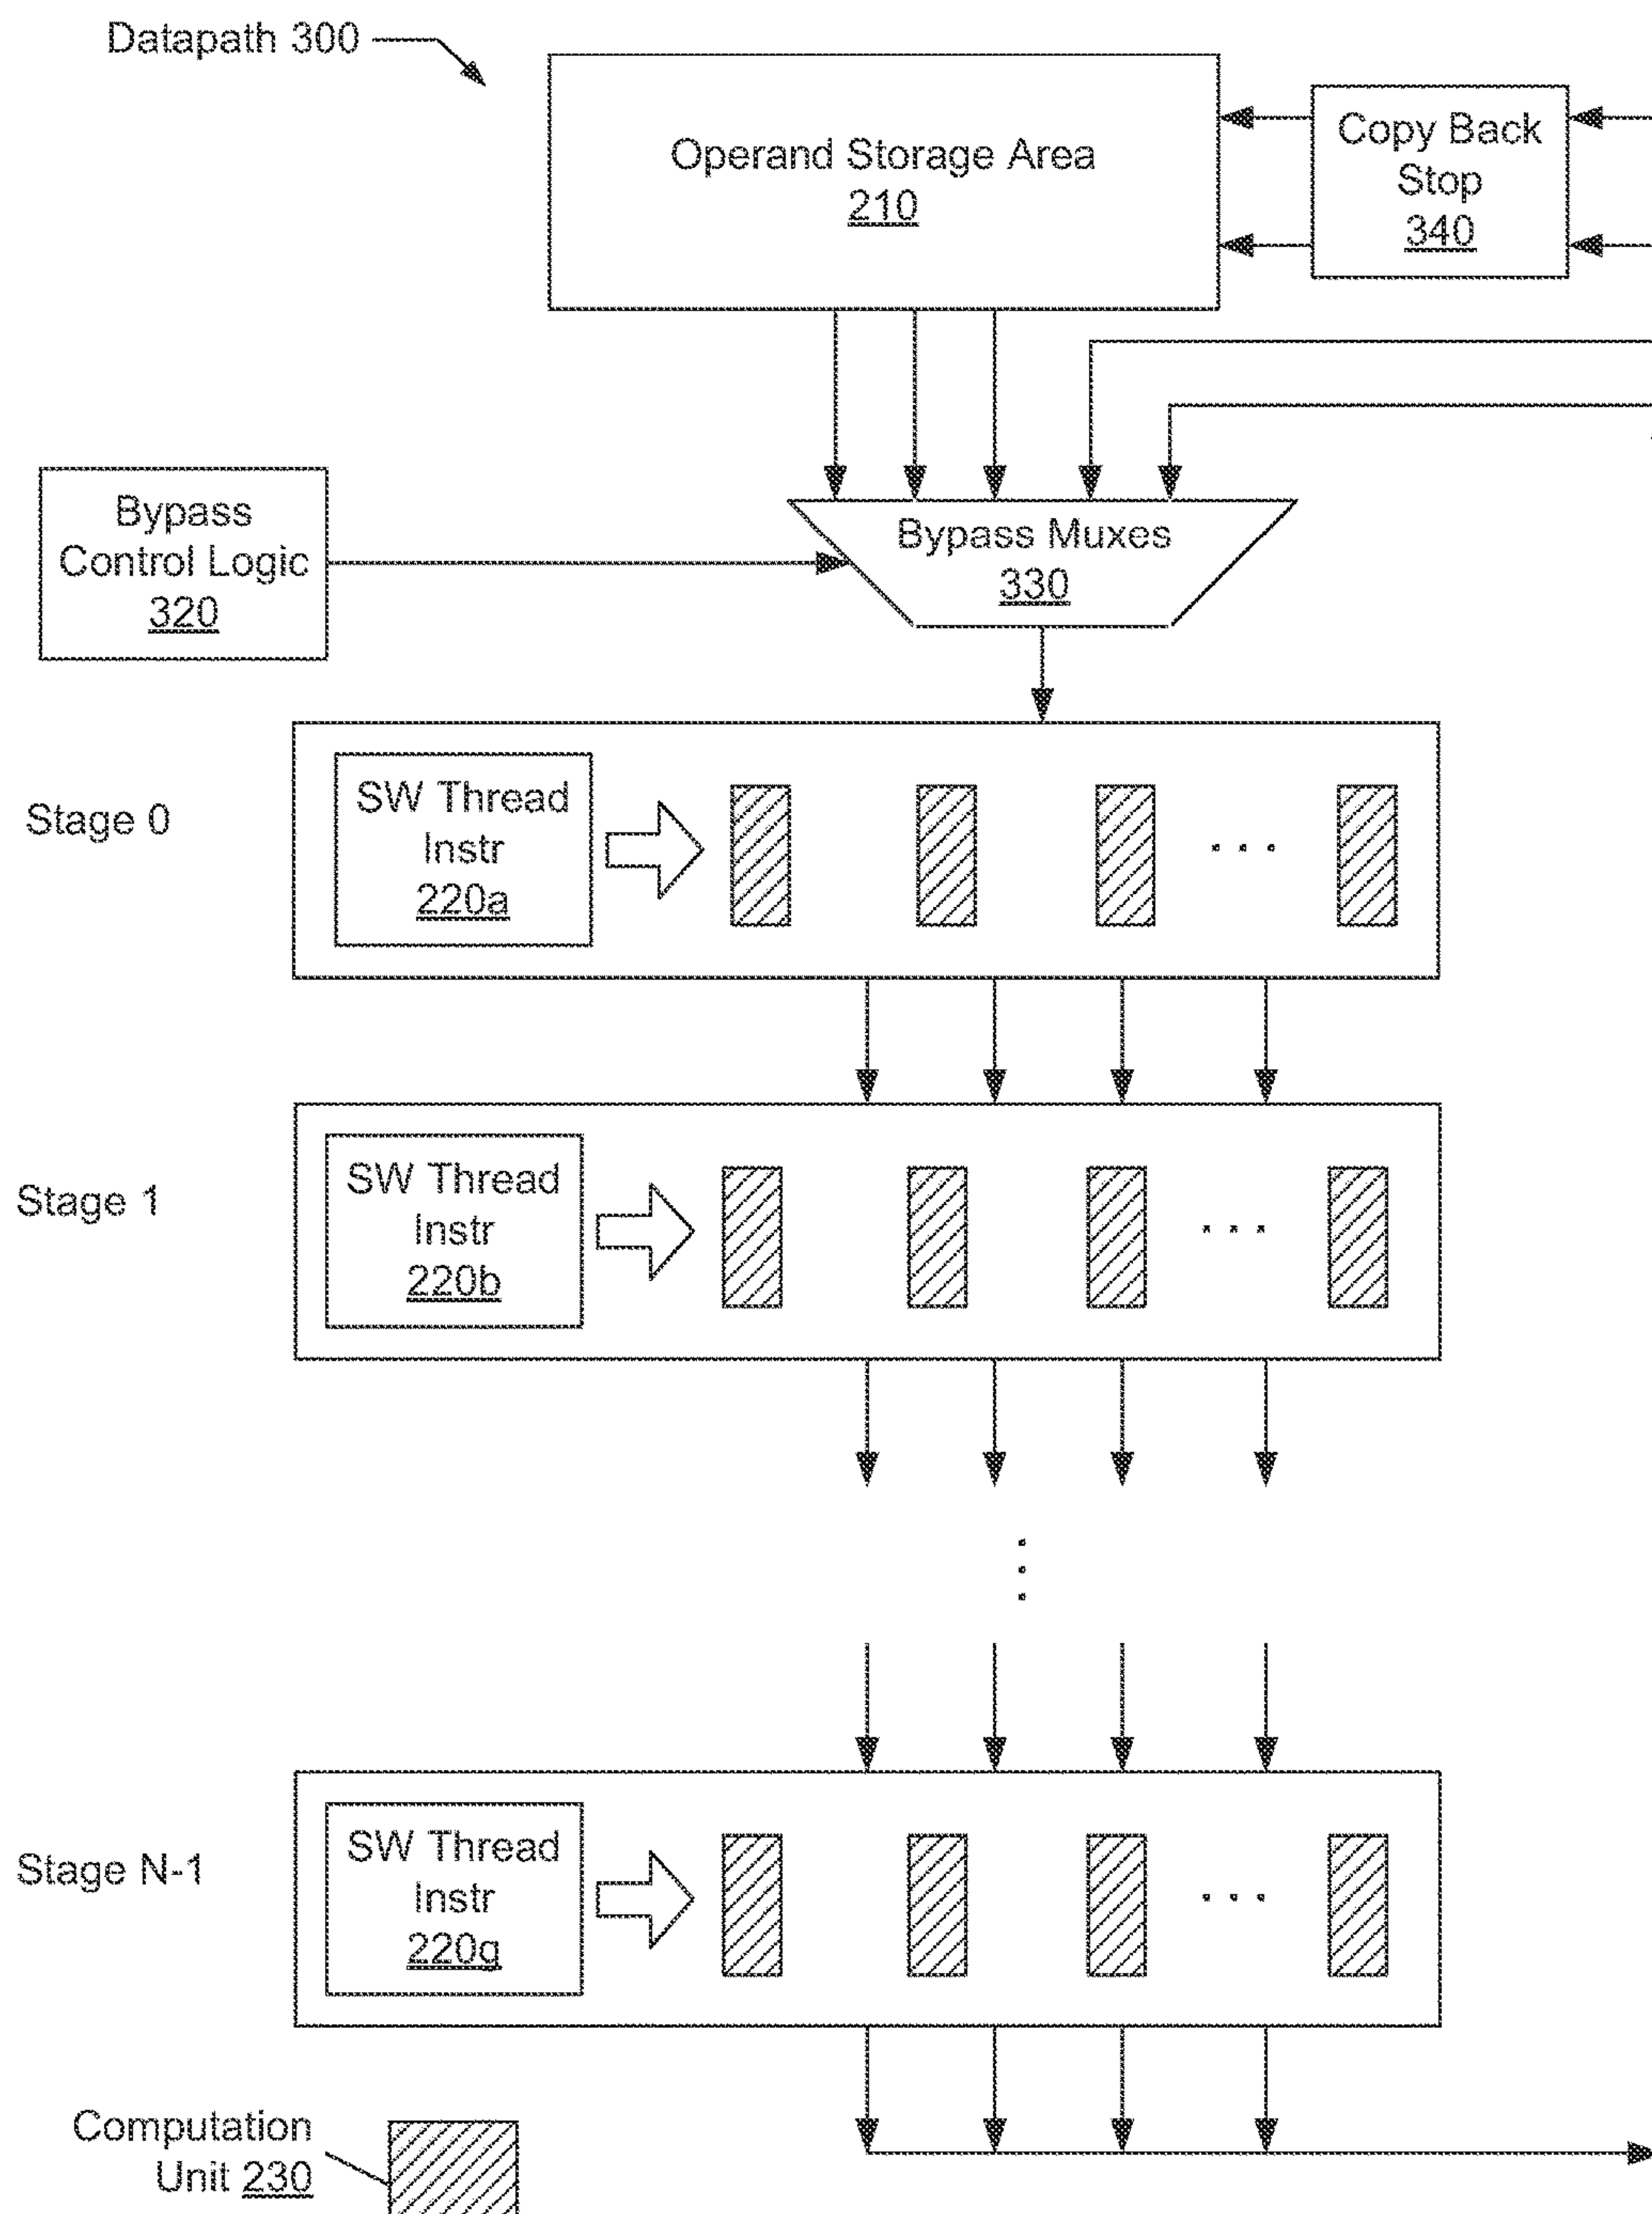 Datapath 300
Operand Storage Area
210
Copy Back
Stop
340
Bypass
Control Logic
320
Bypass Muxes
330
Stage 0
SW Thread
Instr
220a
. . .
Stage 1
SW Thread
Instr
220b
. . .
Stage N-1
SW Thread
Instr
220g
. . .
Computation
Unit 230